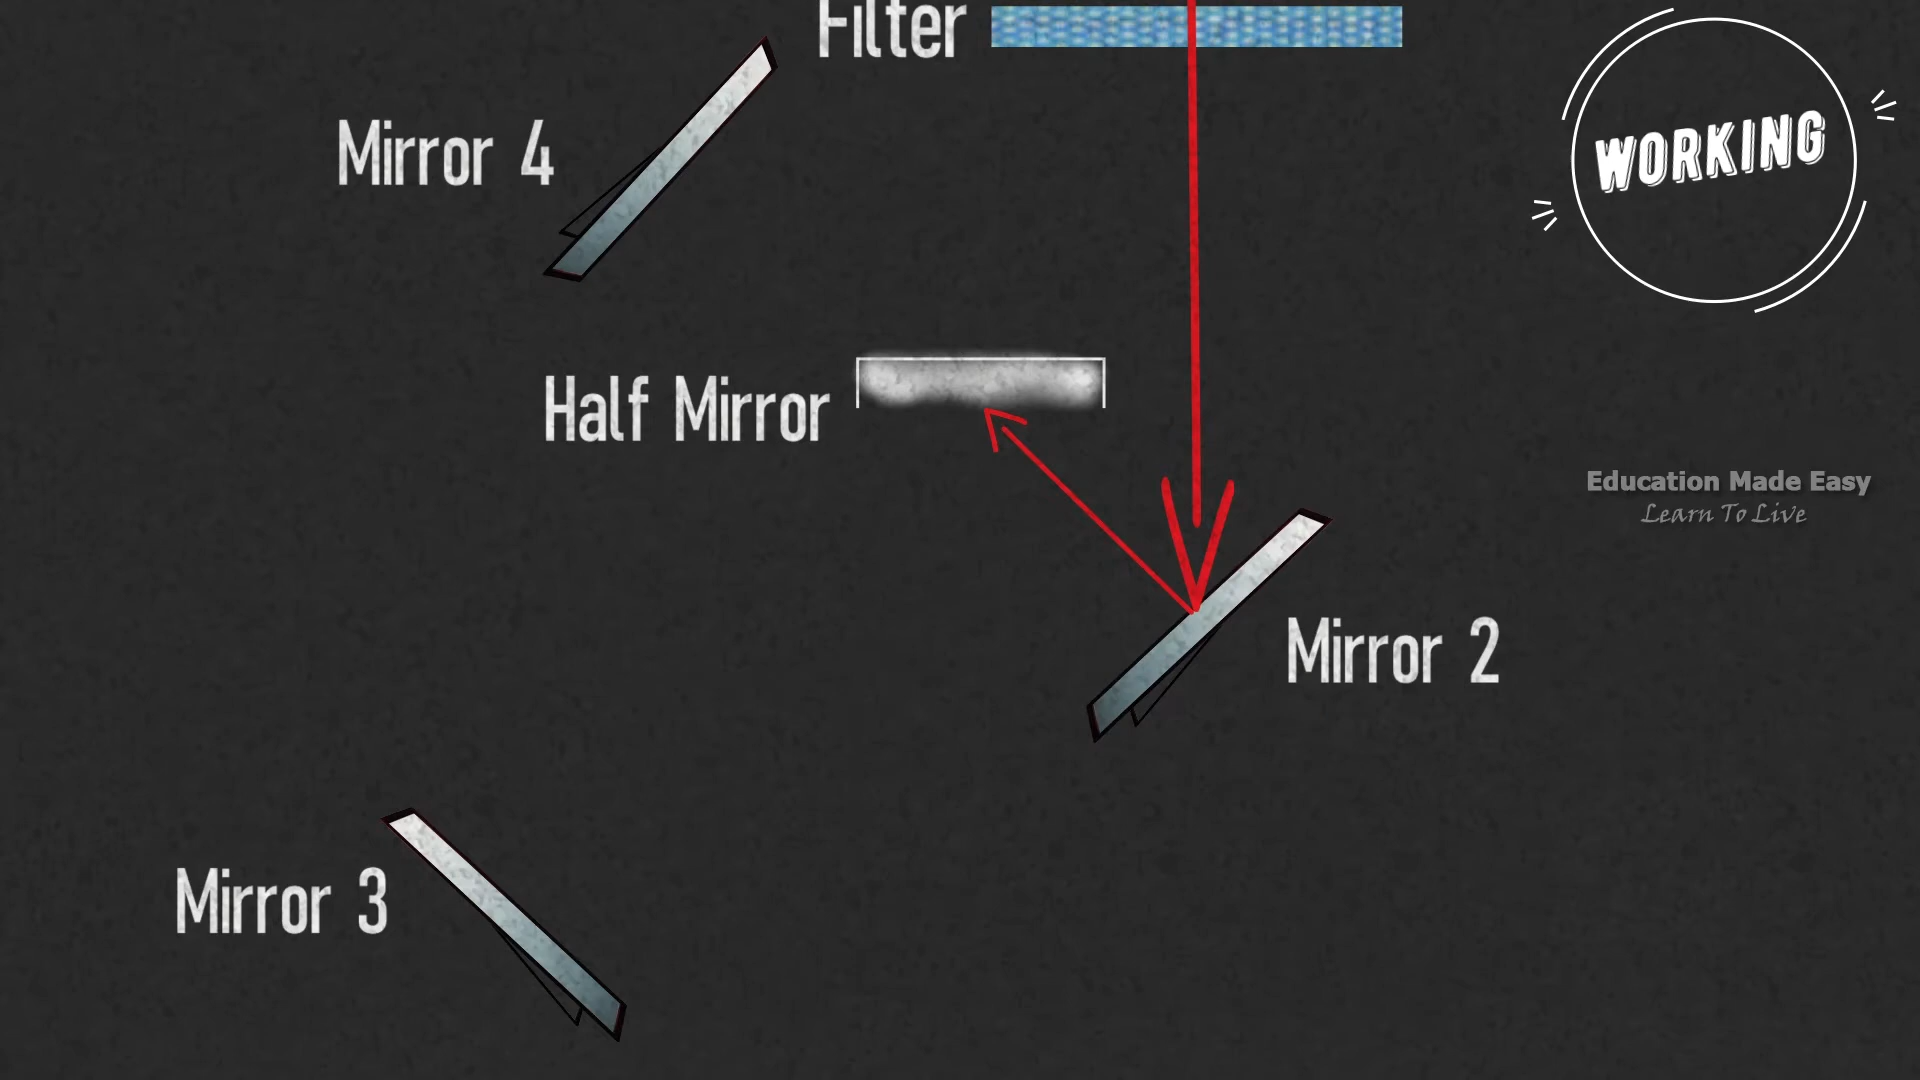 Filter
Mirror 4
WORKING
Half Mirror
Education Made Easy
Learn To Live
Mirror 2
Mirror 3